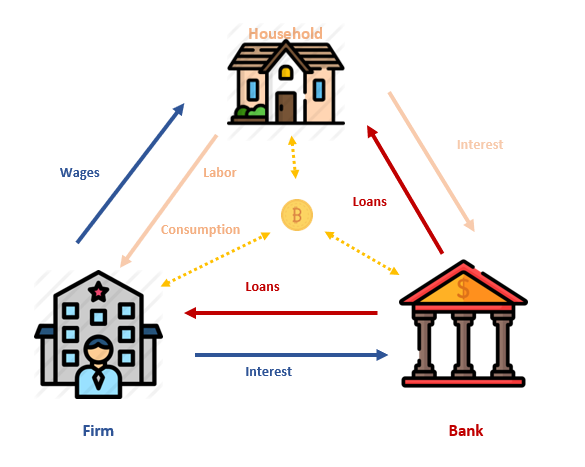 Household
Interest
Wages
Labor
Loans
Consumption
Loans
$
Interest
Firm
Bank